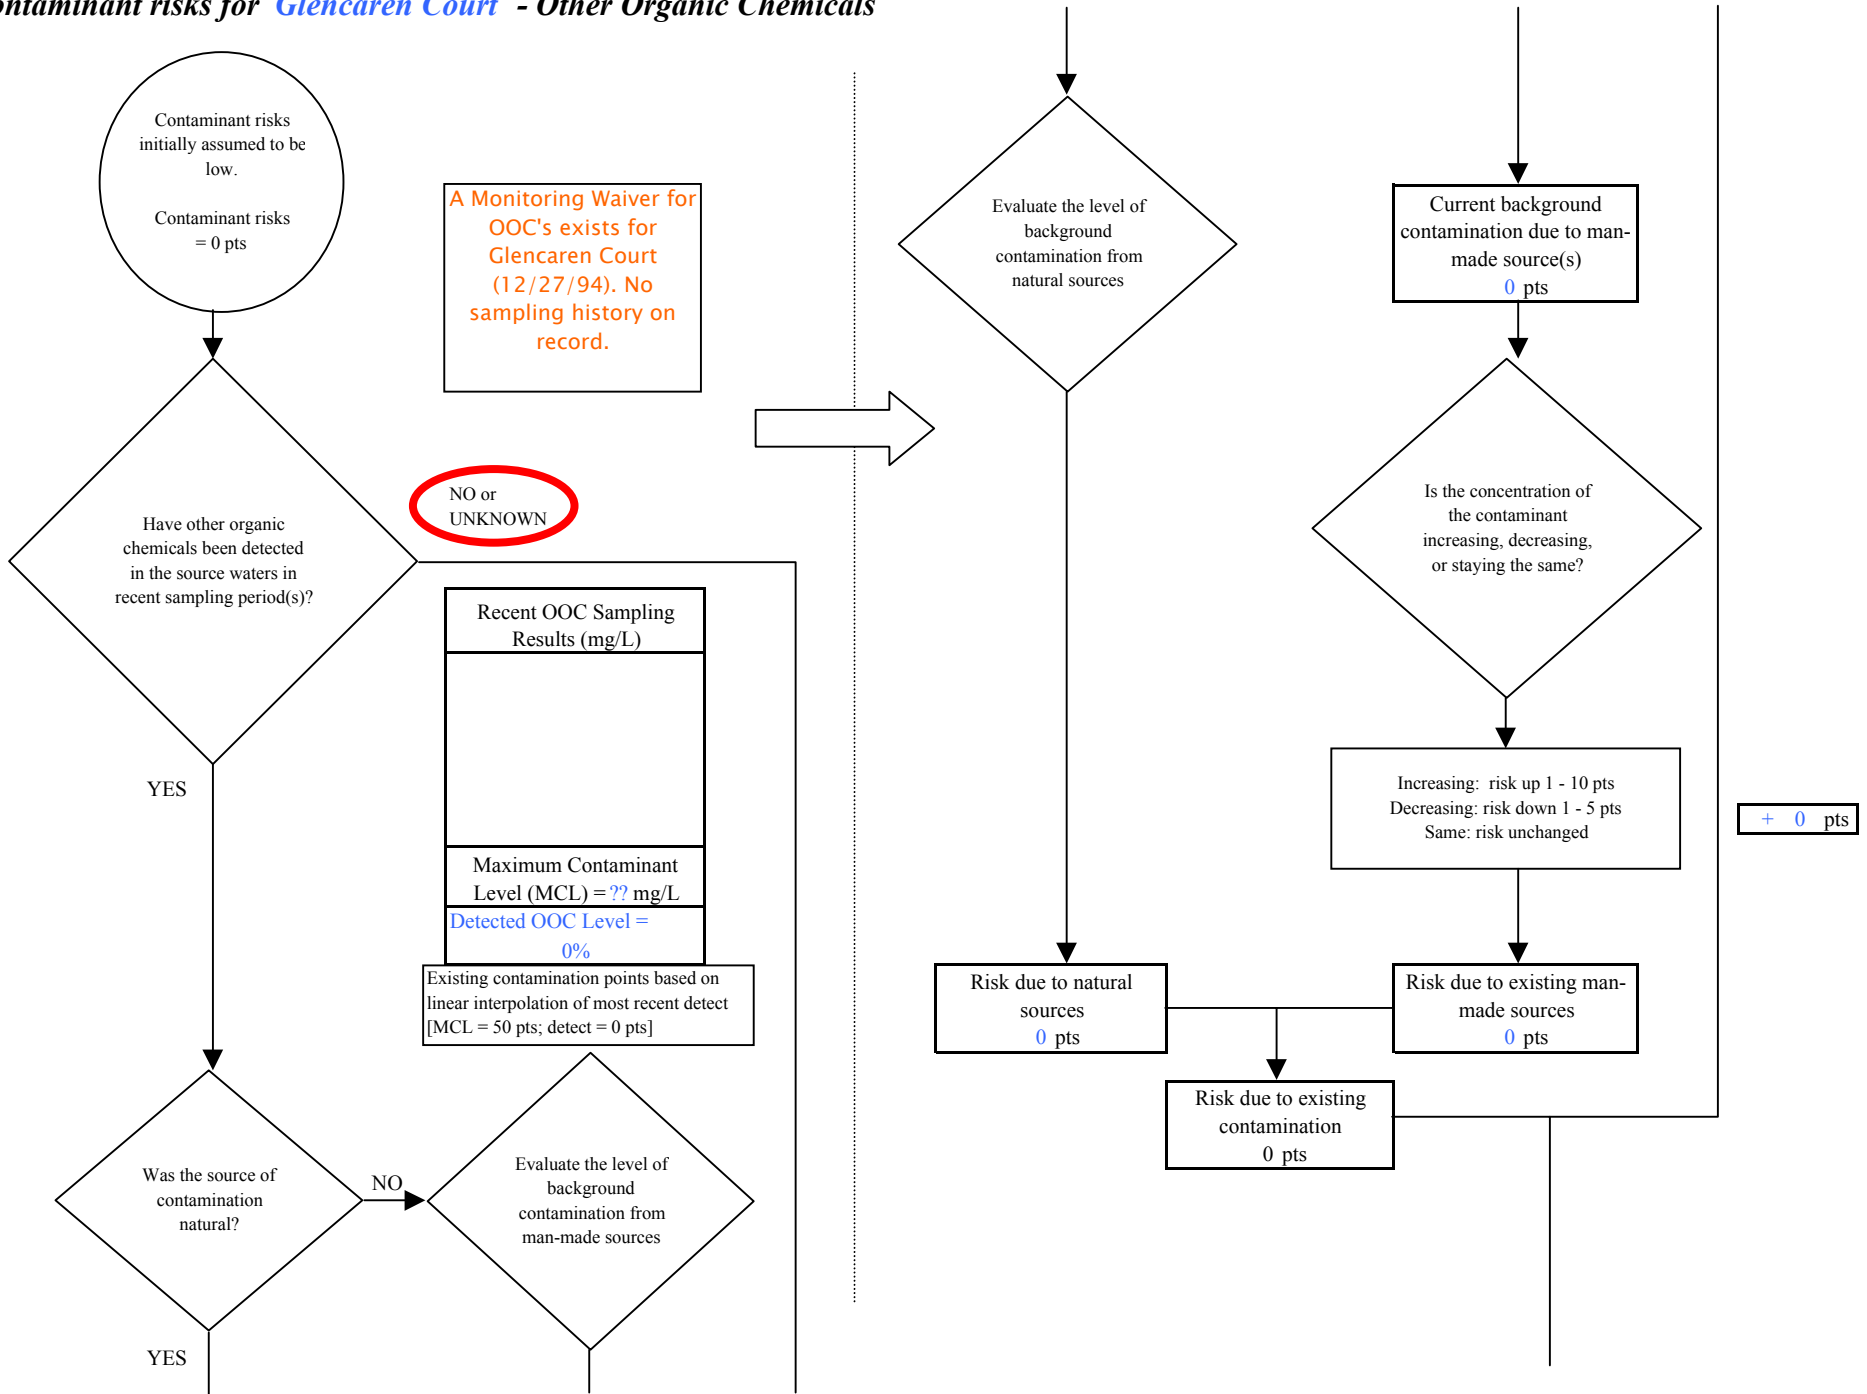 ontaminant risks for Glencaren Court - Other Organic Chemicals
Contaminant risks
initially assumed to be
low.
Contaminant risks
= 0 pts
A Monitoring Waiver for
OOC's exists for
Glencaren Court
(12/27/94). No
sampling history on
record.
NO or
UNKNOWN
Have other organic
chemicals been detected
in the source waters in
recent sampling period(s)?
YES
Recent OOC Sampling
Results (mg/L)
Maximum Contaminant
Level (MCL) = ?? mg/L
Detected OOC Level =
0%
Existing contamination points based on
linear interpolation of most recent detect
[MCL = 50 pts; detect = 0 pts]
Was the source of
contamination
natural?
NO
YES
Evaluate the level of
background
contamination from
man-made sources
Evaluate the level of
background
contamination from
natural sources
Current background
contamination due to man-
made source(s)
0 pts
Is the concentration of
the contaminant
increasing, decreasing,
or staying the same?
Increasing: risk up 1 - 10 pts
Decreasing: risk down 1 - 5 pts
Same: risk unchanged
+ 0 pts
Risk due to natural
sources
0 pts
Risk due to existing man-
made sources
0 pts
Risk due to existing
contamination
0 pts